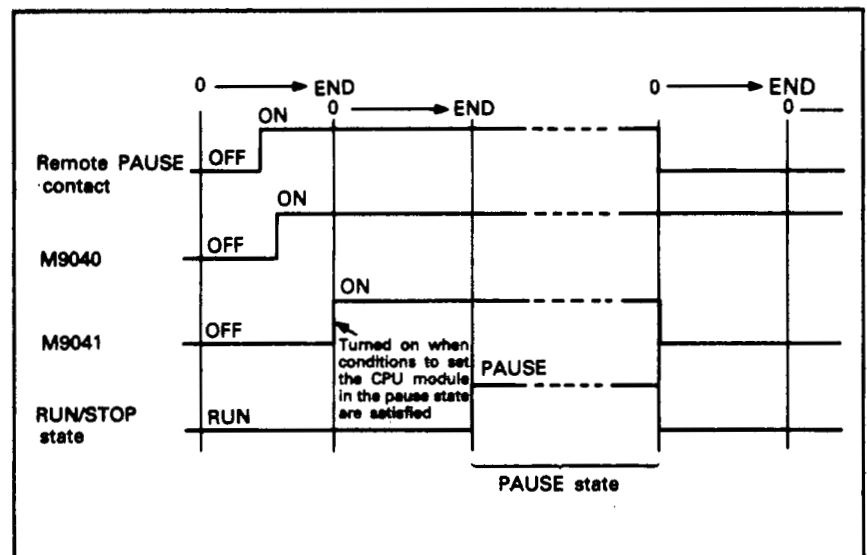 0 → END
0 → END
0 → END
0
Remote PAUSE
contact
OFF
ON
M9040
OFF
ON
M9041
OFF
ON
Turned on when
conditions to set
the CPU module
in the pause state
are satisfied
RUN/STOP
state
RUN
PAUSE
PAUSE state